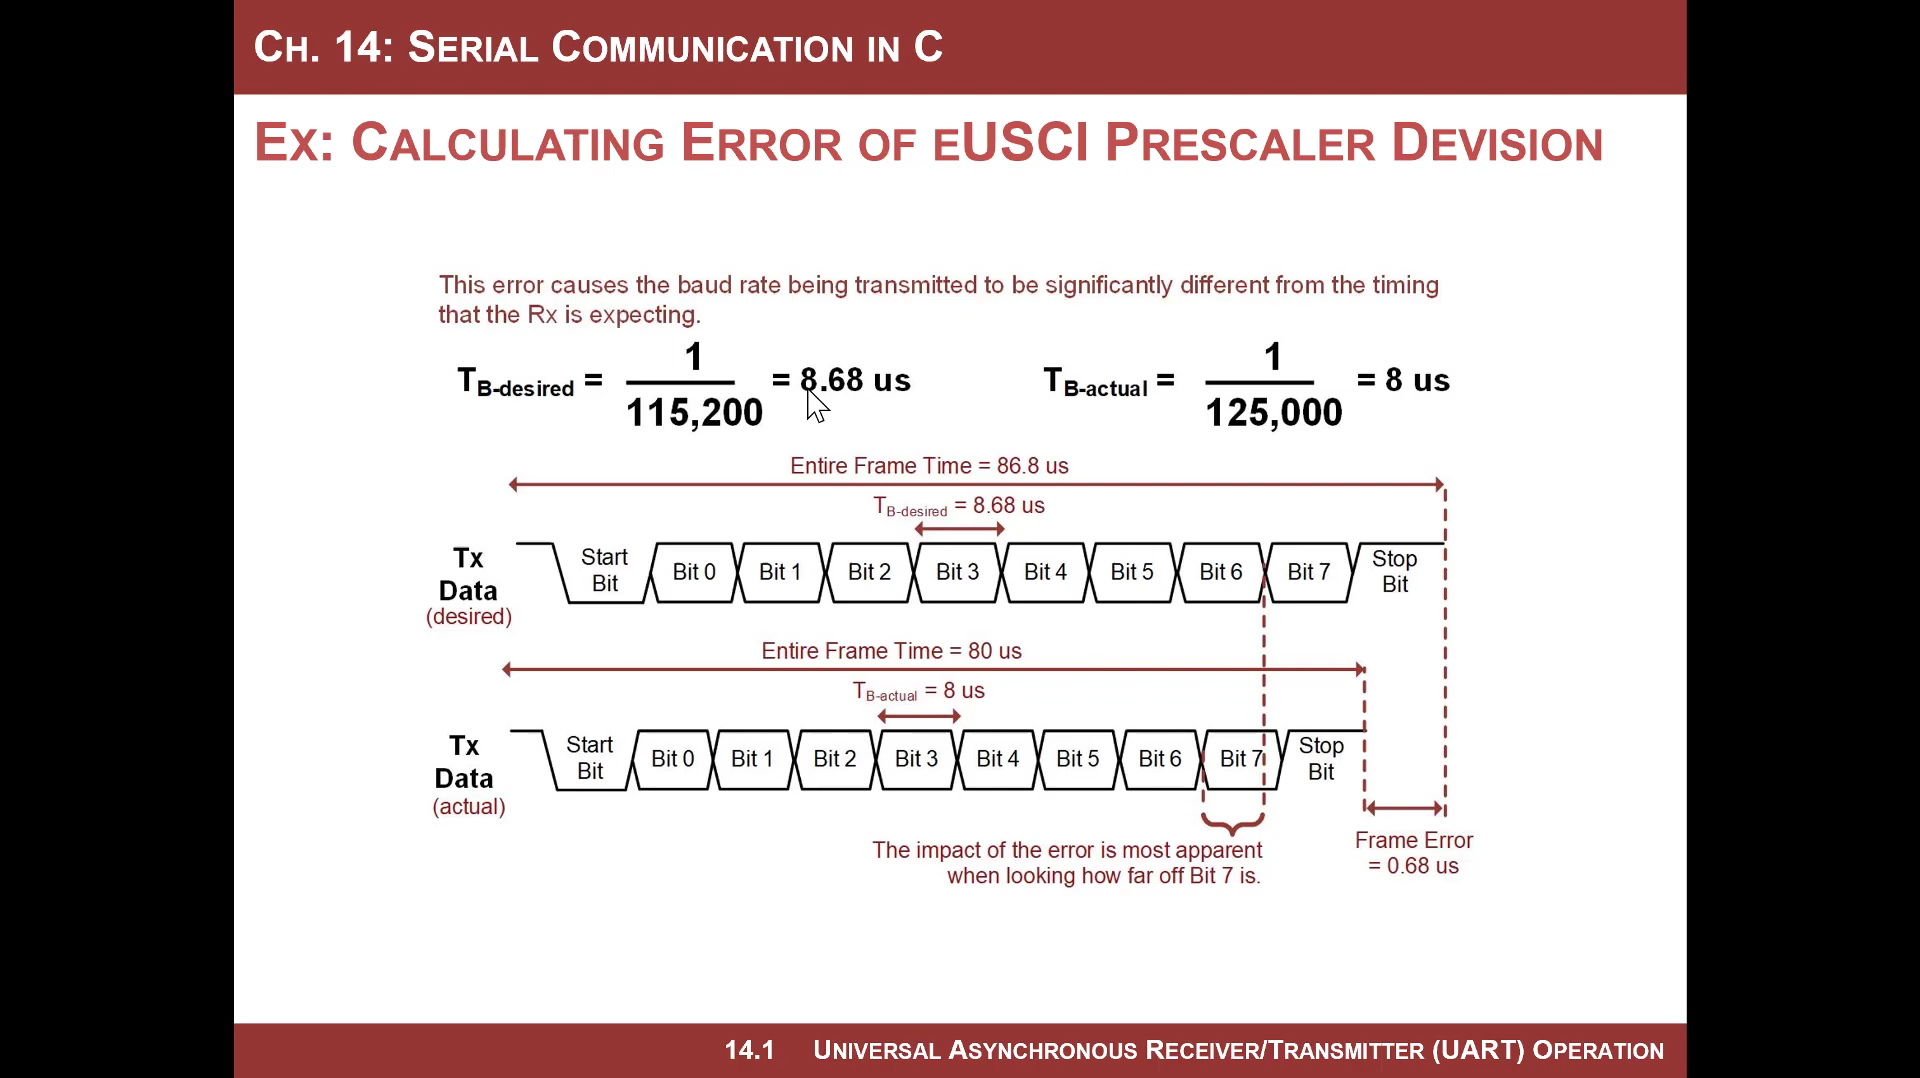 CH. 14: SERIAL COMMUNICATION IN C
EX: CALCULATING ERROR OF EUSCI PRESCALER DEVISION
This error causes the baud rate being transmitted to be significantly different from the timing
that the Rx is expecting.
TB-desired = 1 / 115,200 = 8.68 us
TB-actual = 1 / 125,000 = 8 us
Entire Frame Time = 86.8 us
TB-desired = 8.68 us
Tx
Data
(desired)
Start
Bit
Bit 0
Bit 1
Bit 2
Bit 3
Bit 4
Bit 5
Bit 6
Bit 7
Stop
Bit
Entire Frame Time = 80 us
TB-actual = 8 us
Tx
Data
(actual)
Start
Bit
Bit 0
Bit 1
Bit 2
Bit 3
Bit 4
Bit 5
Bit 6
Bit 7
Stop
Bit
The impact of the error is most apparent
when looking how far off Bit 7 is.
Frame Error
= 0.68 us
14.1 UNIVERSAL ASYNCHRONOUS RECEIVER/TRANSMITTER (UART) OPERATION